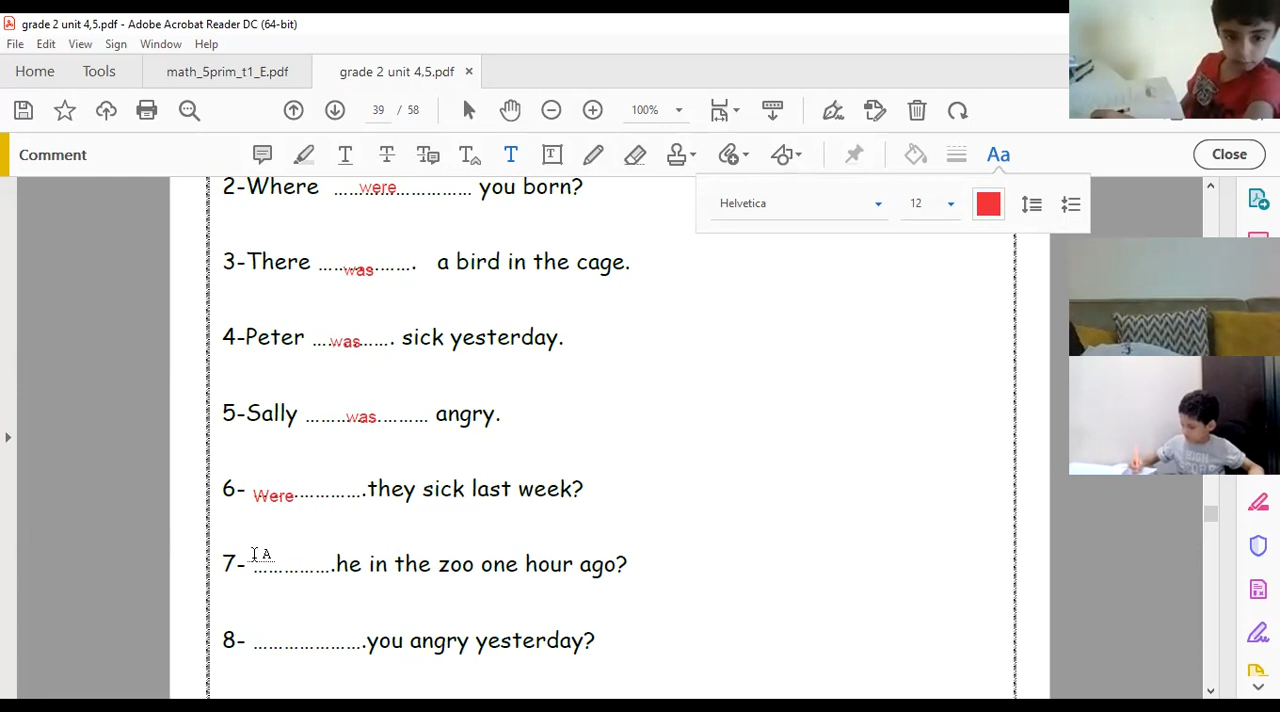 grade 2 unit 4,5.pdf - Adobe Acrobat Reader DC (64-bit)
File Edit View Sign Window Help
Home Tools math_5prim_t1_E.pdf grade 2 unit 4,5.pdf ×
39 / 58 100%
Comment Close
Helvetica 12
2-Where ……were…………… you born?
3-There ……was……. a bird in the cage.
4-Peter …was…. sick yesterday.
5-Sally ……was……… angry.
6- Were………….they sick last week?
7- …………….he in the zoo one hour ago?
8- ………………….you angry yesterday?
HIGH
SCORE